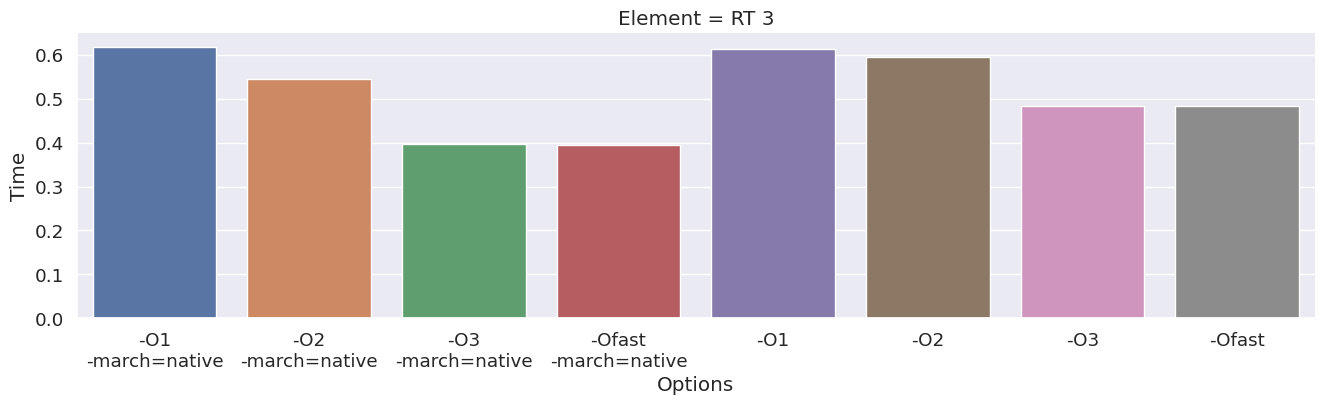 Element = RT 3
Time
0.6
0.5
0.4
0.3
0.2
0.1
0.0
-O1
-march=native
-O2
-march=native
-O3
-march=native
-Ofast
-march=native
-O1
-O2
-O3
-Ofast
Options